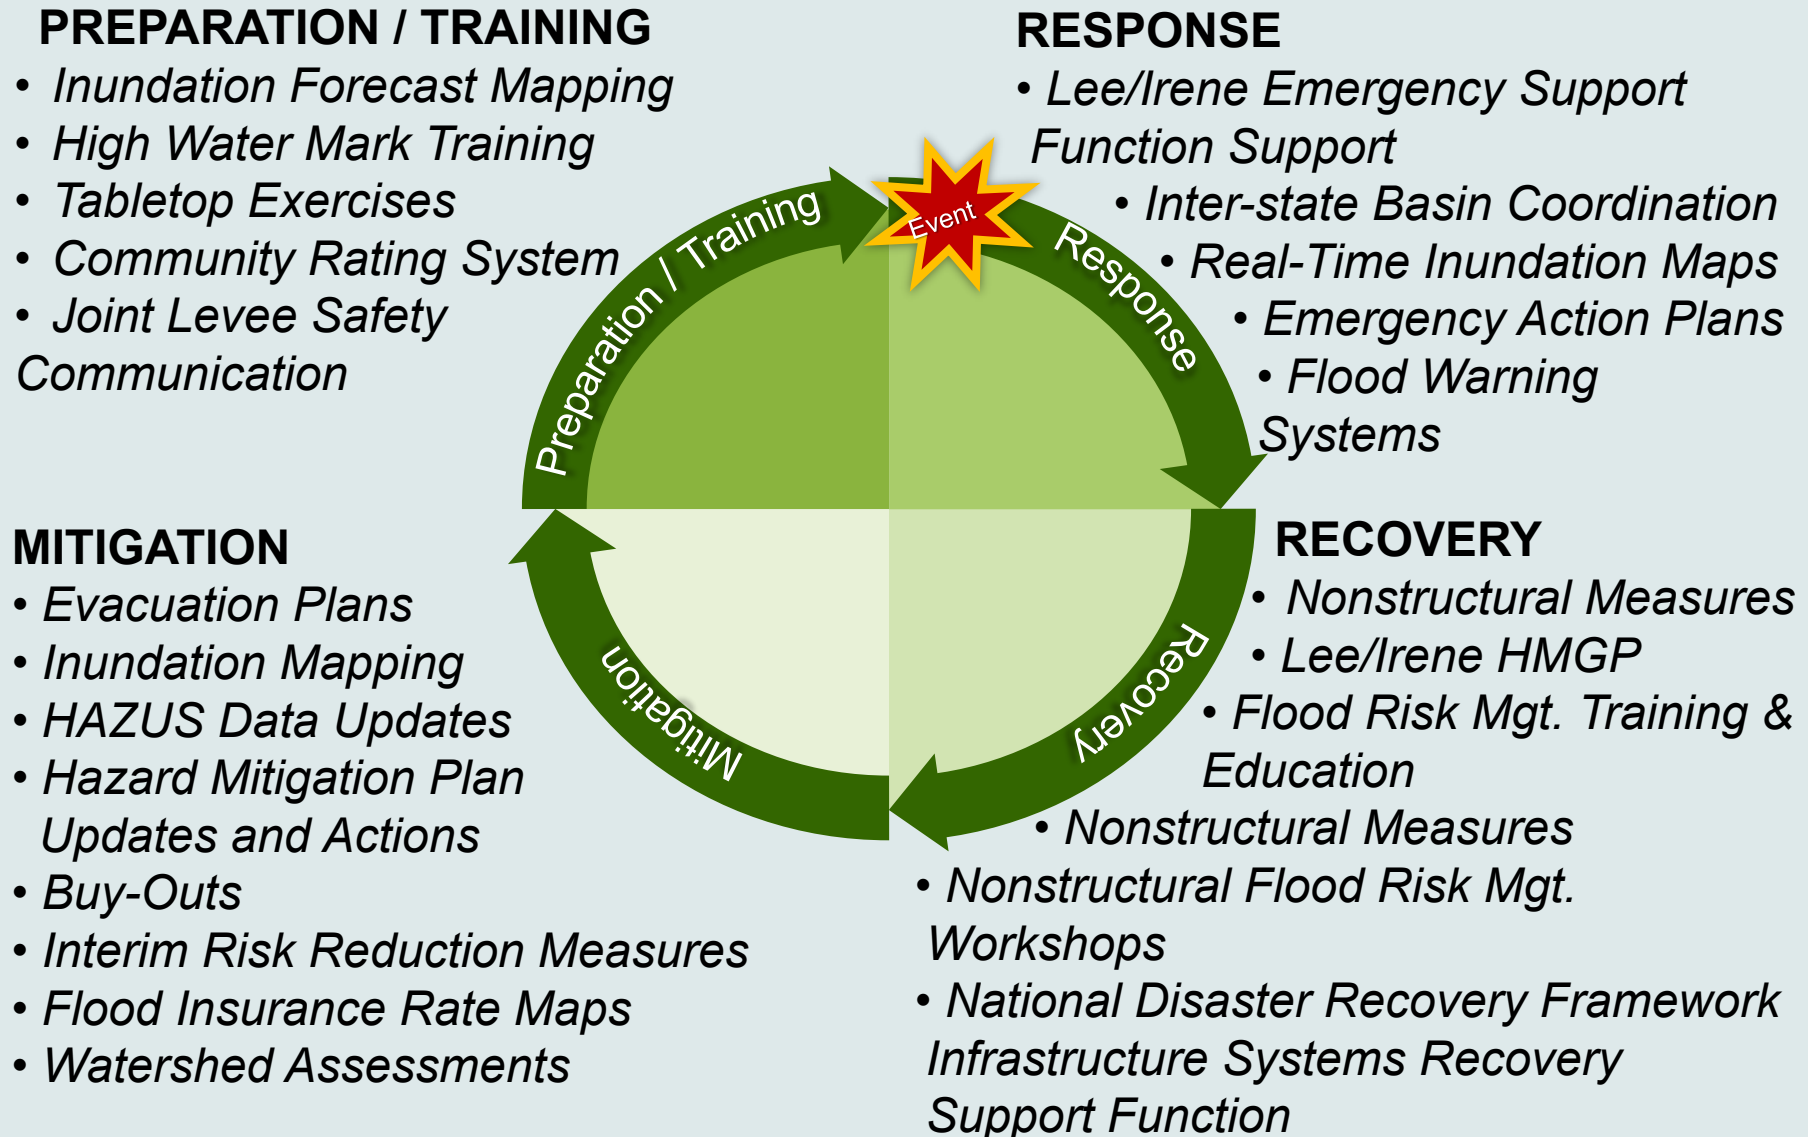 PREPARATION / TRAINING
• Inundation Forecast Mapping
• High Water Mark Training
• Tabletop Exercises
• Community Rating System
• Joint Levee Safety
Communication
RESPONSE
• Lee/Irene Emergency Support
Function Support
• Inter-state Basin Coordination
• Real-Time Inundation Maps
• Emergency Action Plans
• Flood Warning
Systems
Preparation / Training
Event
Response
Recovery
Mitigation
MITIGATION
• Evacuation Plans
• Inundation Mapping
• HAZUS Data Updates
• Hazard Mitigation Plan
Updates and Actions
• Buy-Outs
• Interim Risk Reduction Measures
• Flood Insurance Rate Maps
• Watershed Assessments
RECOVERY
• Nonstructural Measures
• Lee/Irene HMGP
• Flood Risk Mgt. Training &
Education
• Nonstructural Measures
• Nonstructural Flood Risk Mgt.
Workshops
• National Disaster Recovery Framework
Infrastructure Systems Recovery
Support Function